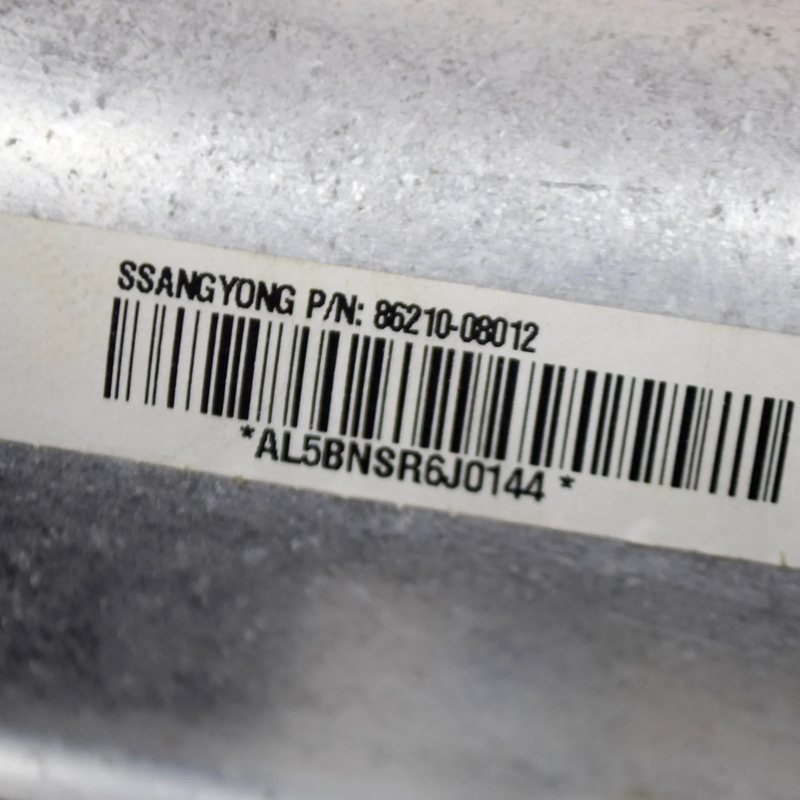 SSANGYONG P/N: 86210-08012
*AL5BNSR6J0144 *